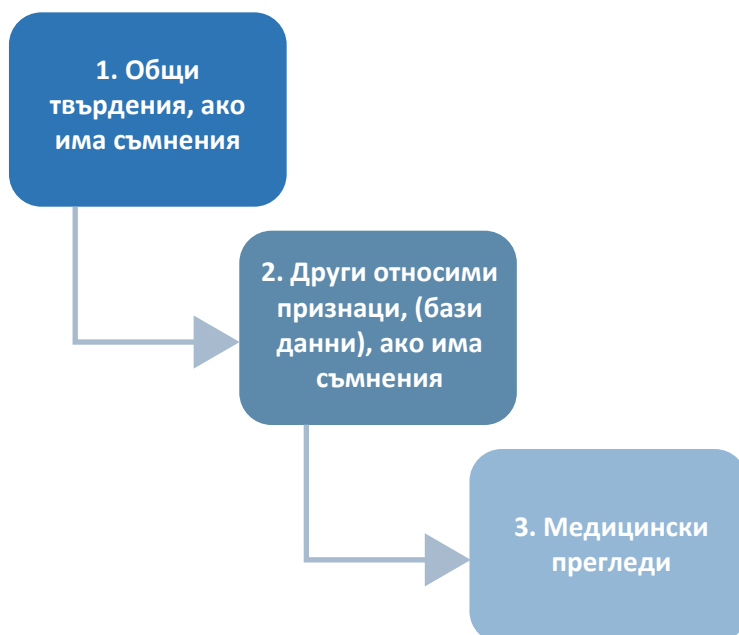 1. Общи
твърдения, ако
има съмнения
2. Други относими
признаци, (бази
данни), ако има
съмнения
3. Медицински
прегледи